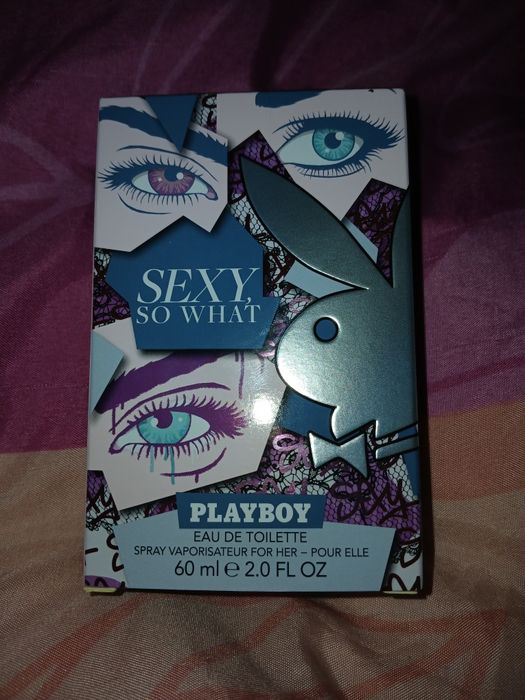 SEXY,
SO WHAT
PLAYBOY
EAU DE TOILETTE
SPRAY VAPORISATEUR FOR HER – POUR ELLE
60 ml e 2.0 FL OZ